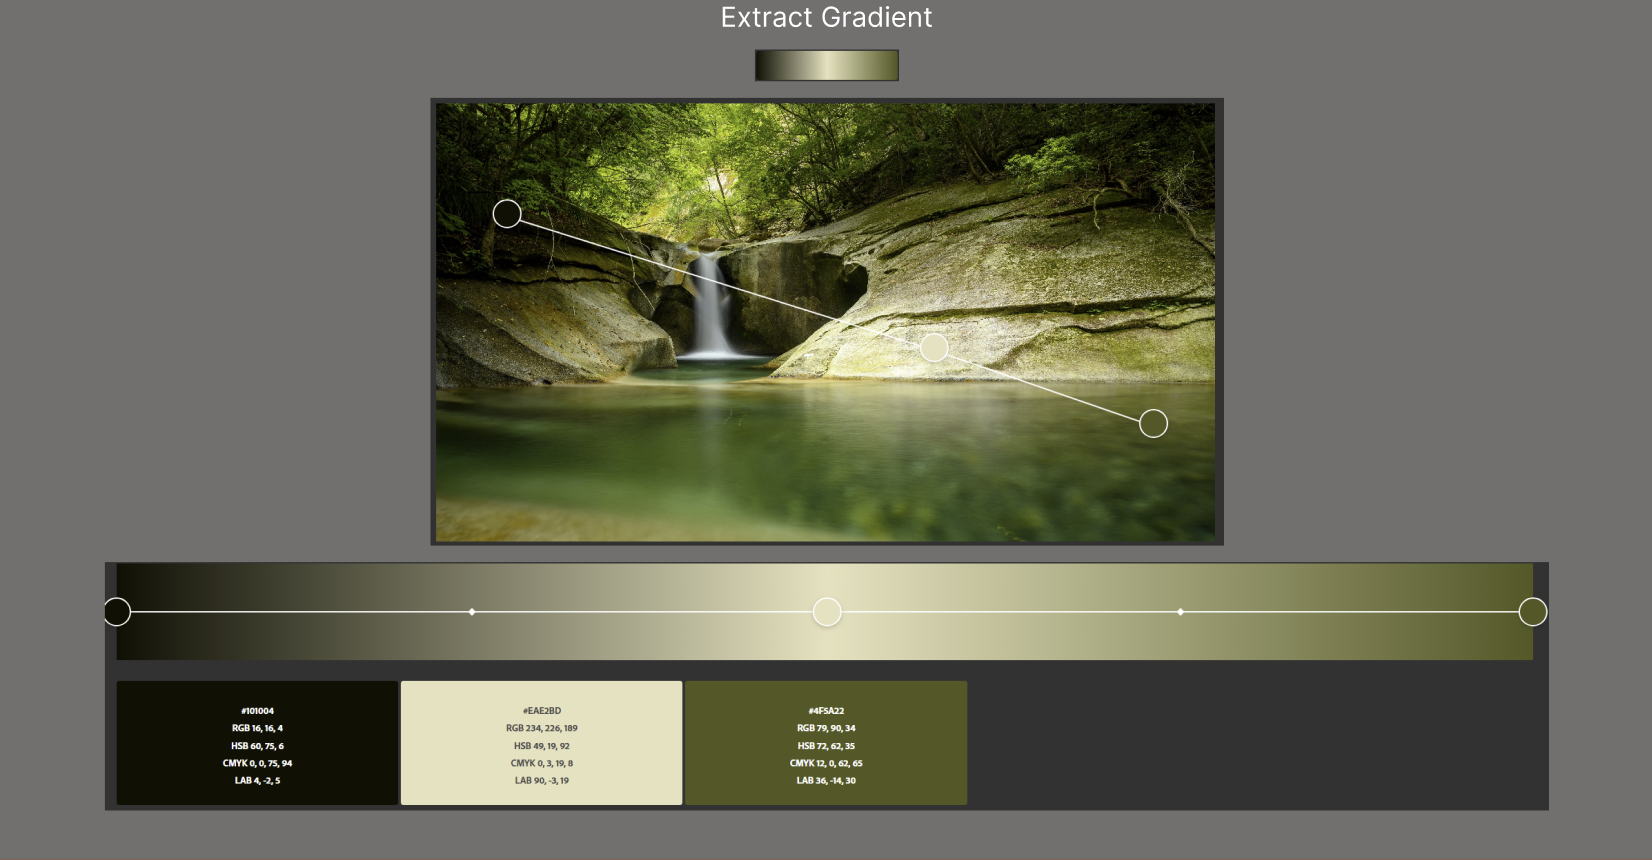 Extract Gradient
#101004
RGB 16, 16, 4
HSB 60, 75, 6
CMYK 0, 0, 75, 94
LAB 4, -2, 5
#EAE2BD
RGB 234, 226, 189
HSB 49, 19, 92
CMYK 0, 3, 19, 8
LAB 90, -3, 19
#4F5A22
RGB 79, 90, 34
HSB 72, 62, 35
CMYK 12, 0, 62, 65
LAB 36, -14, 30